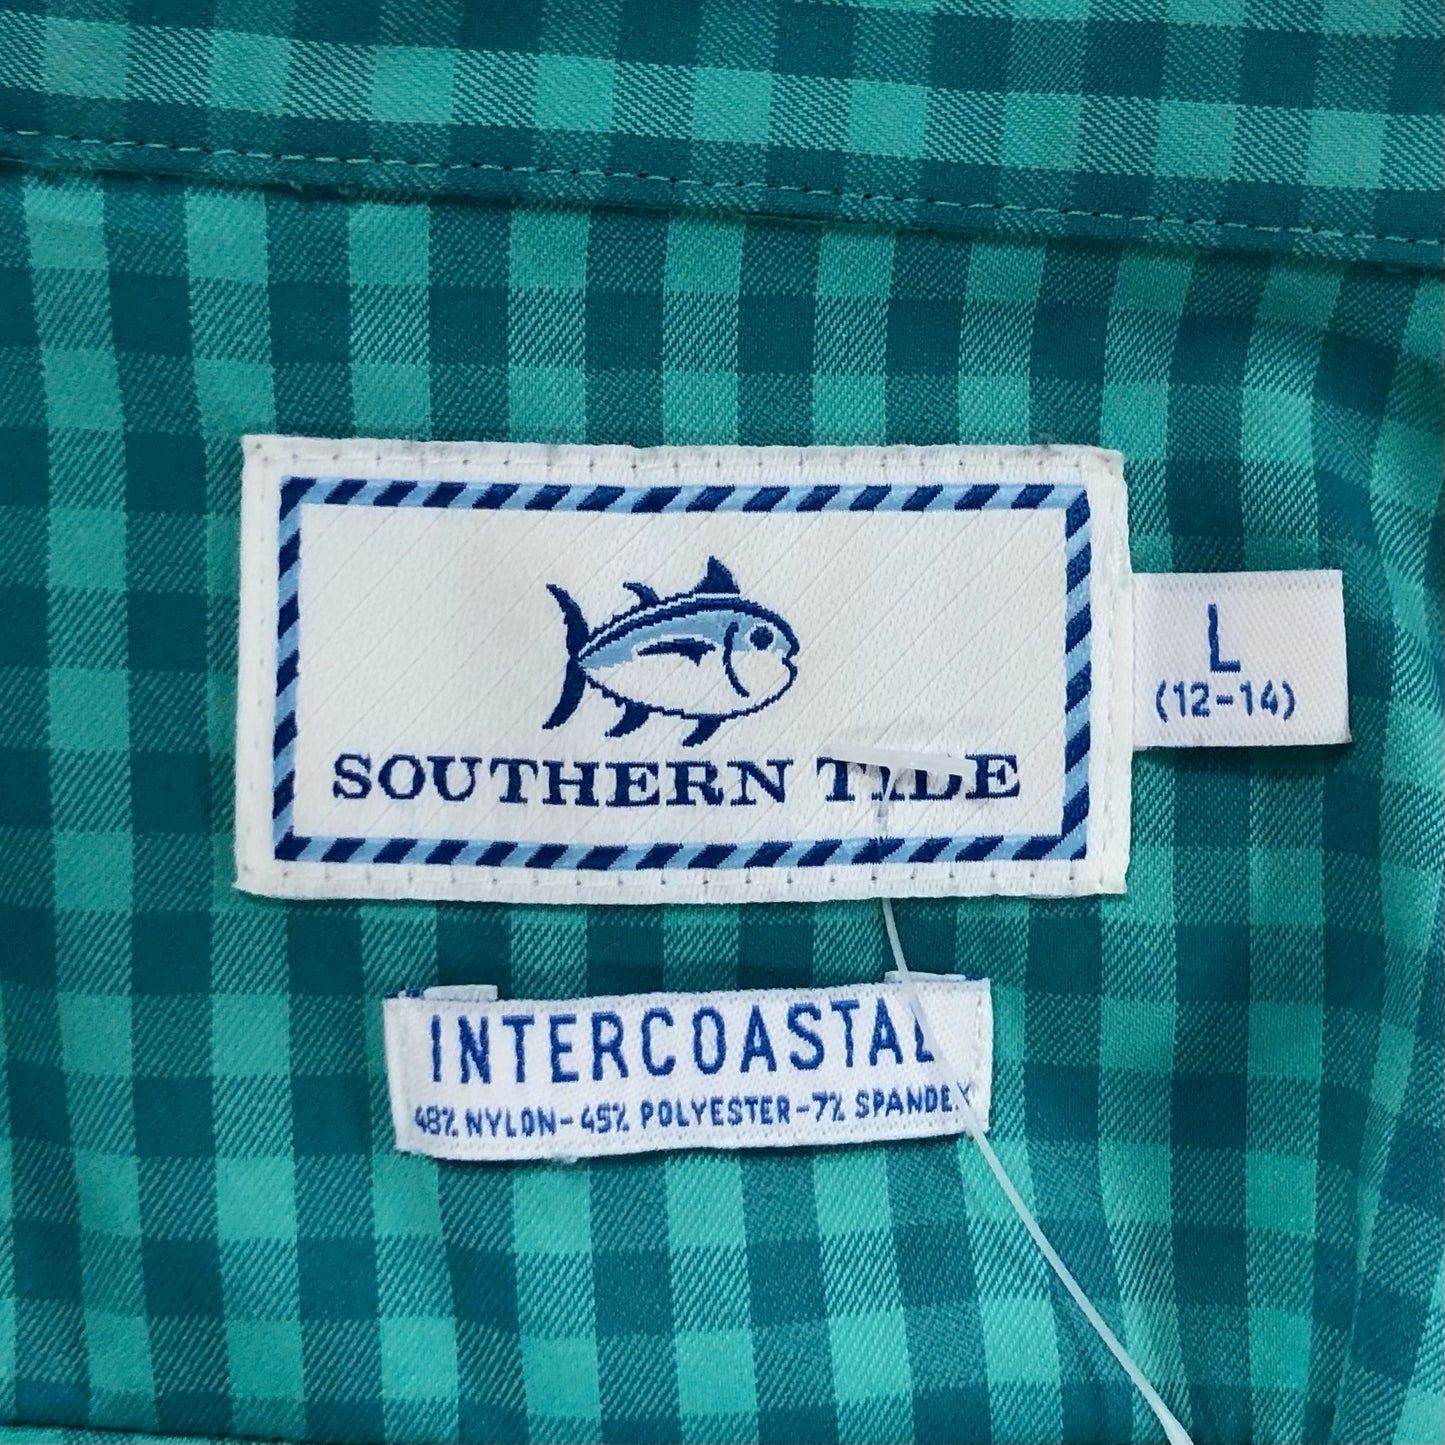 SOUTHERN TIDE
L
(12-14)
INTERCOASTAL
48% NYLON-45% POLYESTER-7% SPANDEX